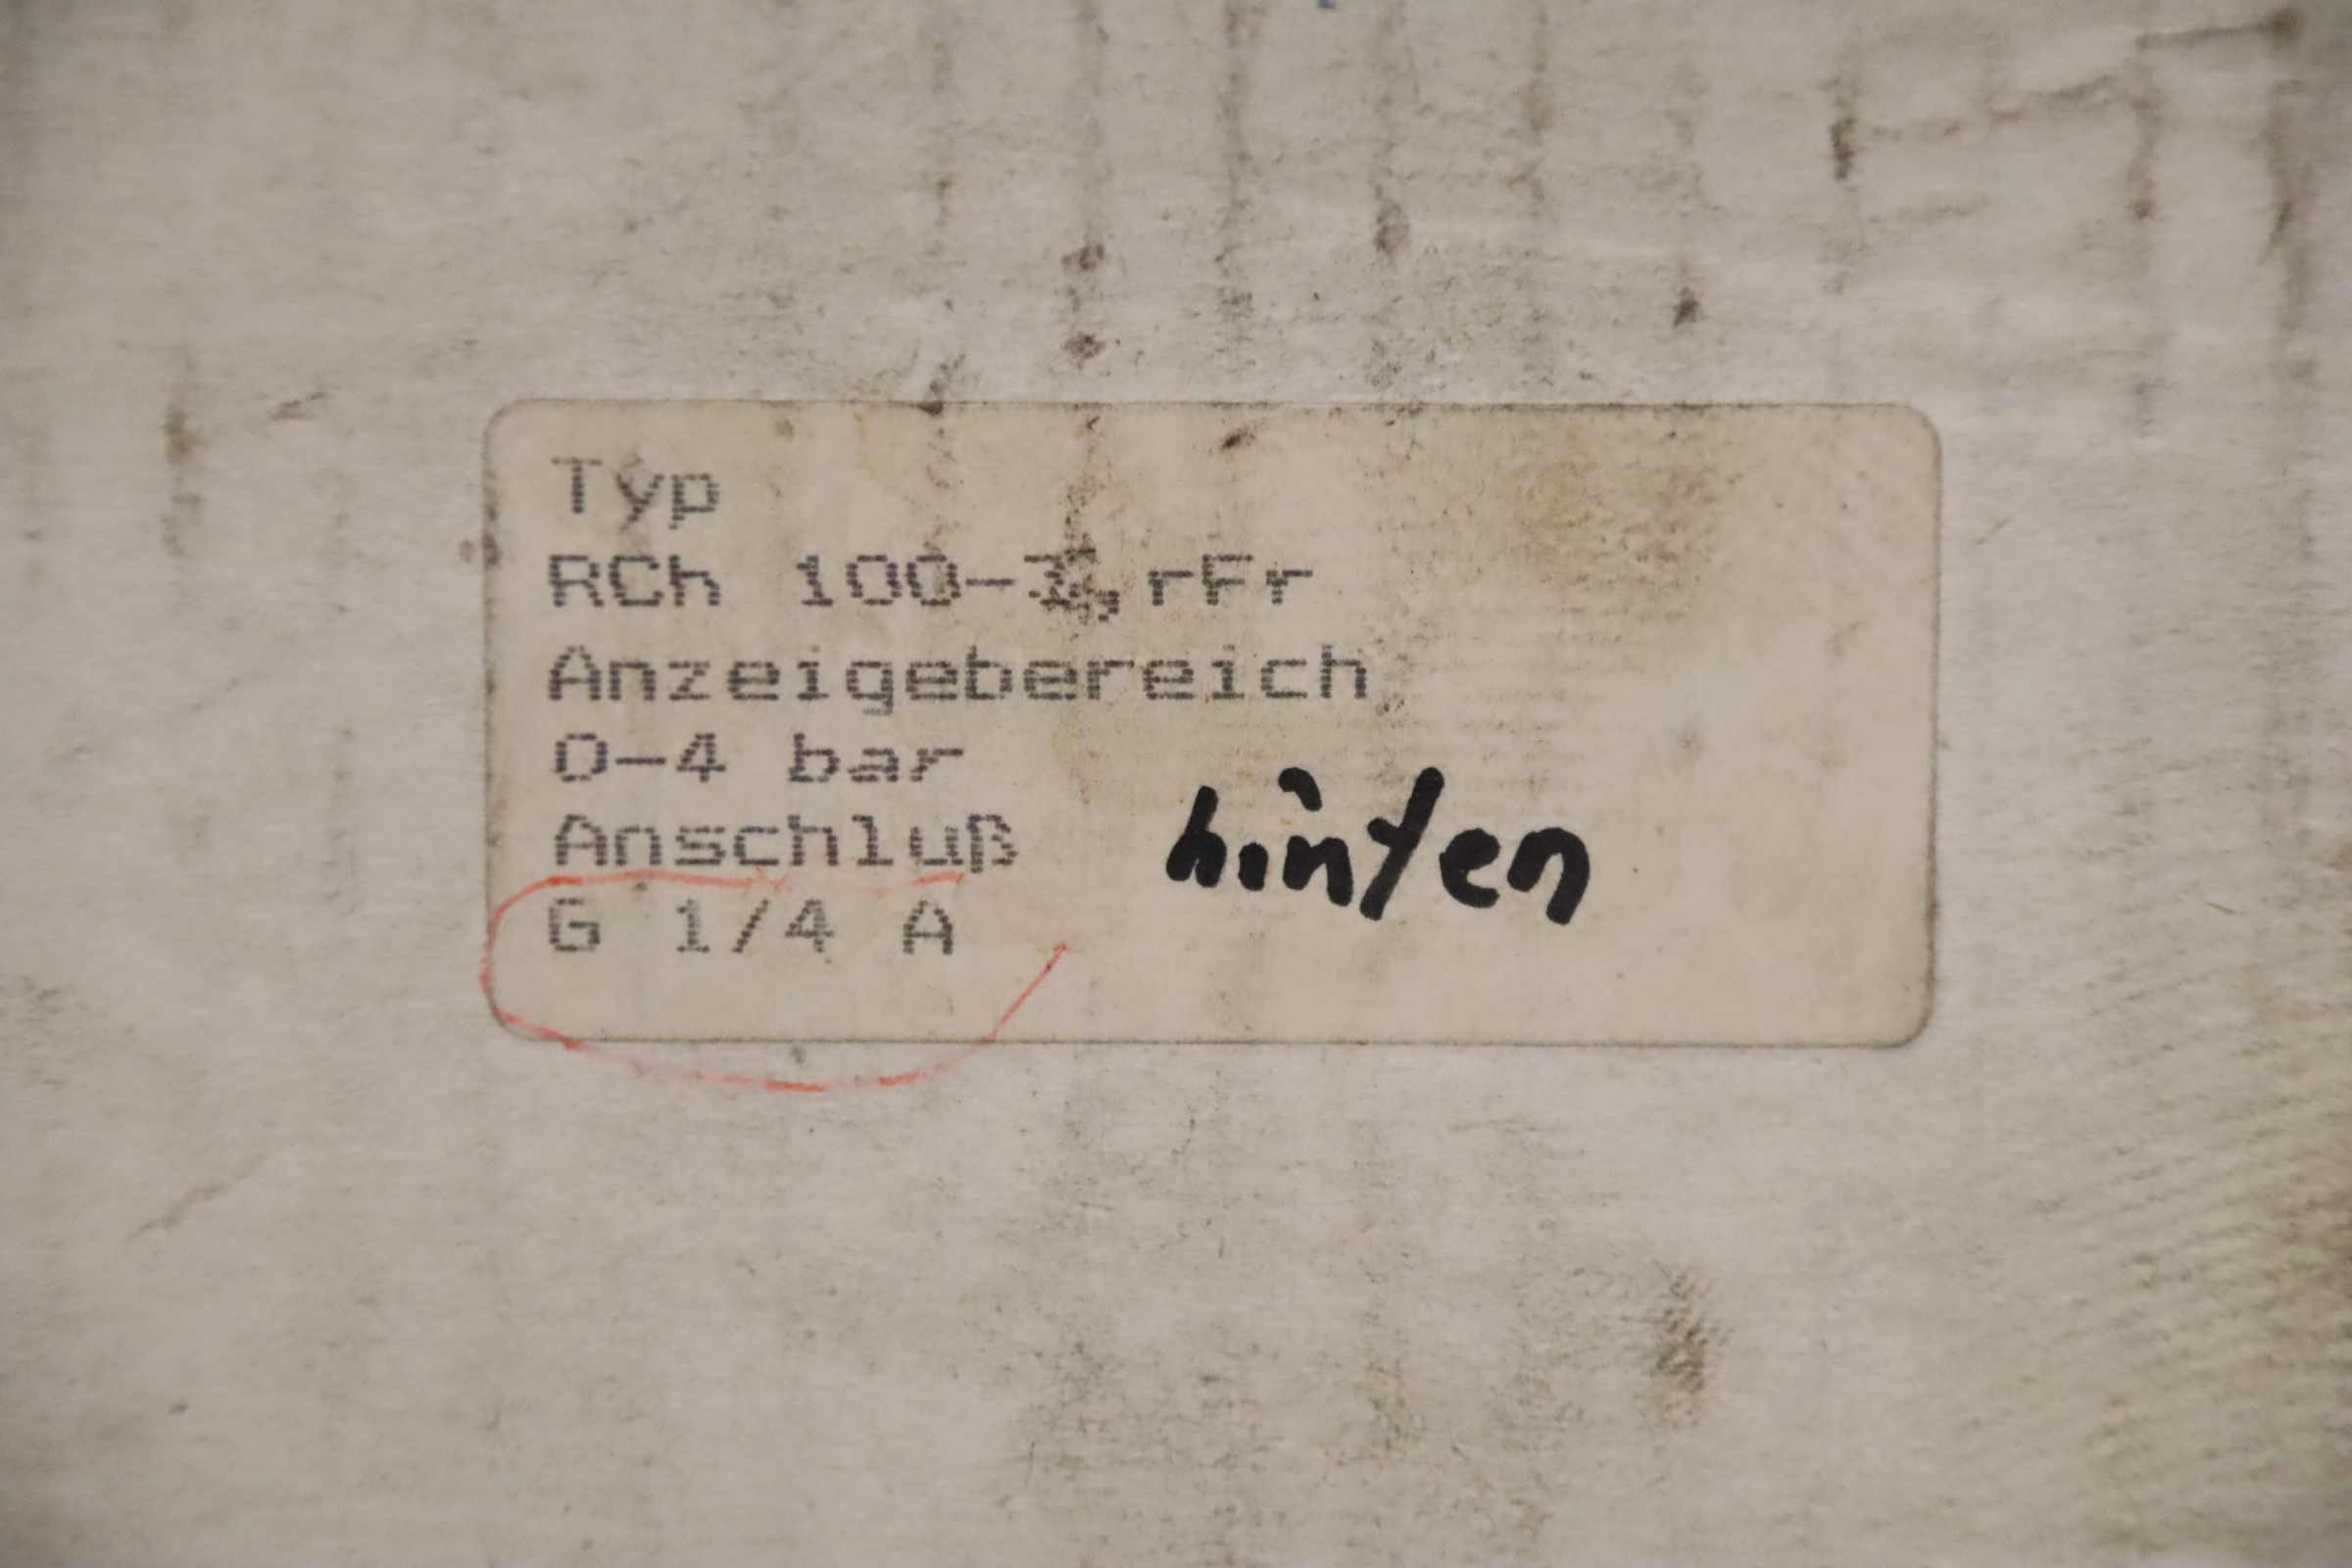 Typ
RCh 100-3,rFr
Anzeigebereich
0-4 bar
Anschluß
hinten
G 1/4 A